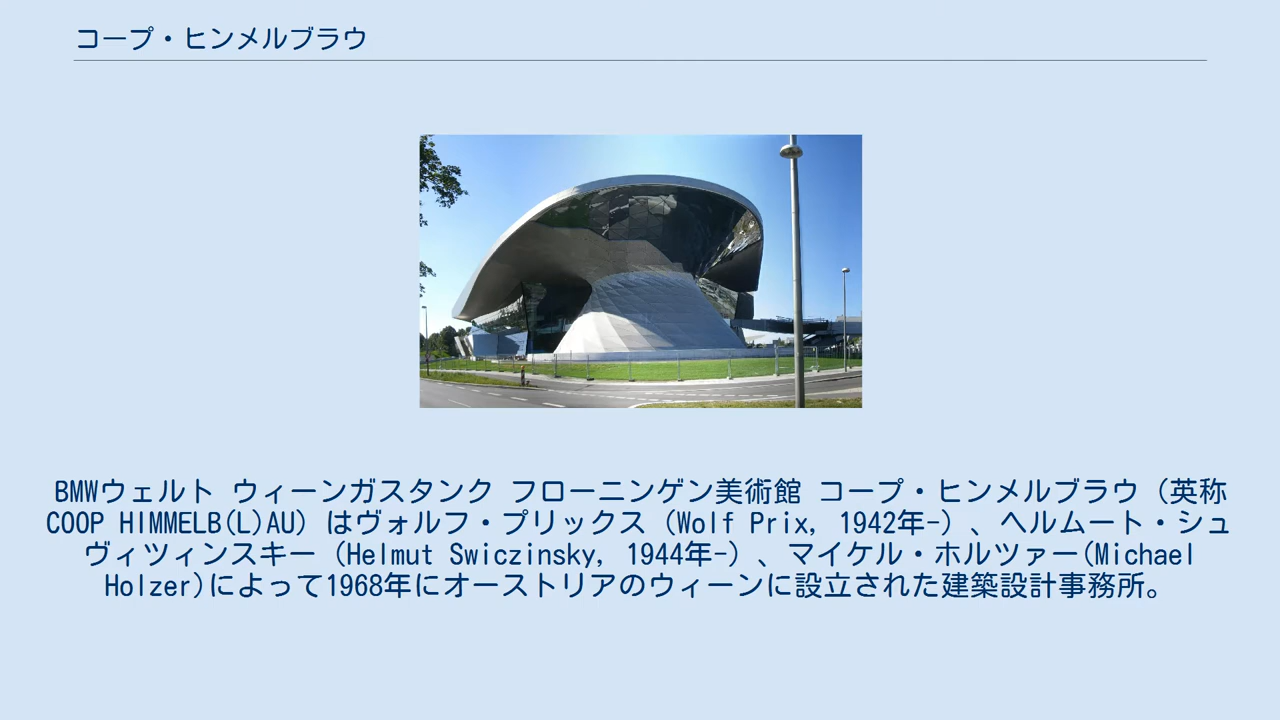 コープ・ヒンメルブラウ
BMWウェルト ウィーンガスタンク フローニンゲン美術館 コープ・ヒンメルブラウ（英称
COOP HIMMELB(L)AU）はヴォルフ・プリックス（Wolf Prix, 1942年-）、ヘルムート・シュ
ヴィツィンスキー（Helmut Swiczinsky, 1944年-）、マイケル・ホルツァー(Michael
Holzer)によって1968年にオーストリアのウィーンに設立された建築設計事務所。